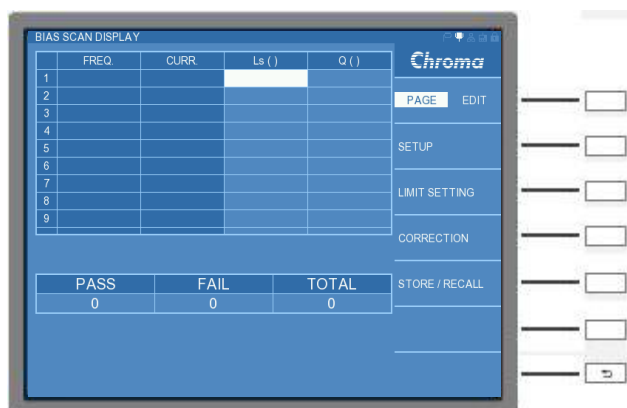 BIAS SCAN DISPLAY
Chroma
FREQ. CURR. Ls ( ) Q ( )
1
2
3
4
5
6
7
8
9
PAGE EDIT
SETUP
LIMIT SETTING
CORRECTION
STORE / RECALL
PASS FAIL TOTAL
0 0 0